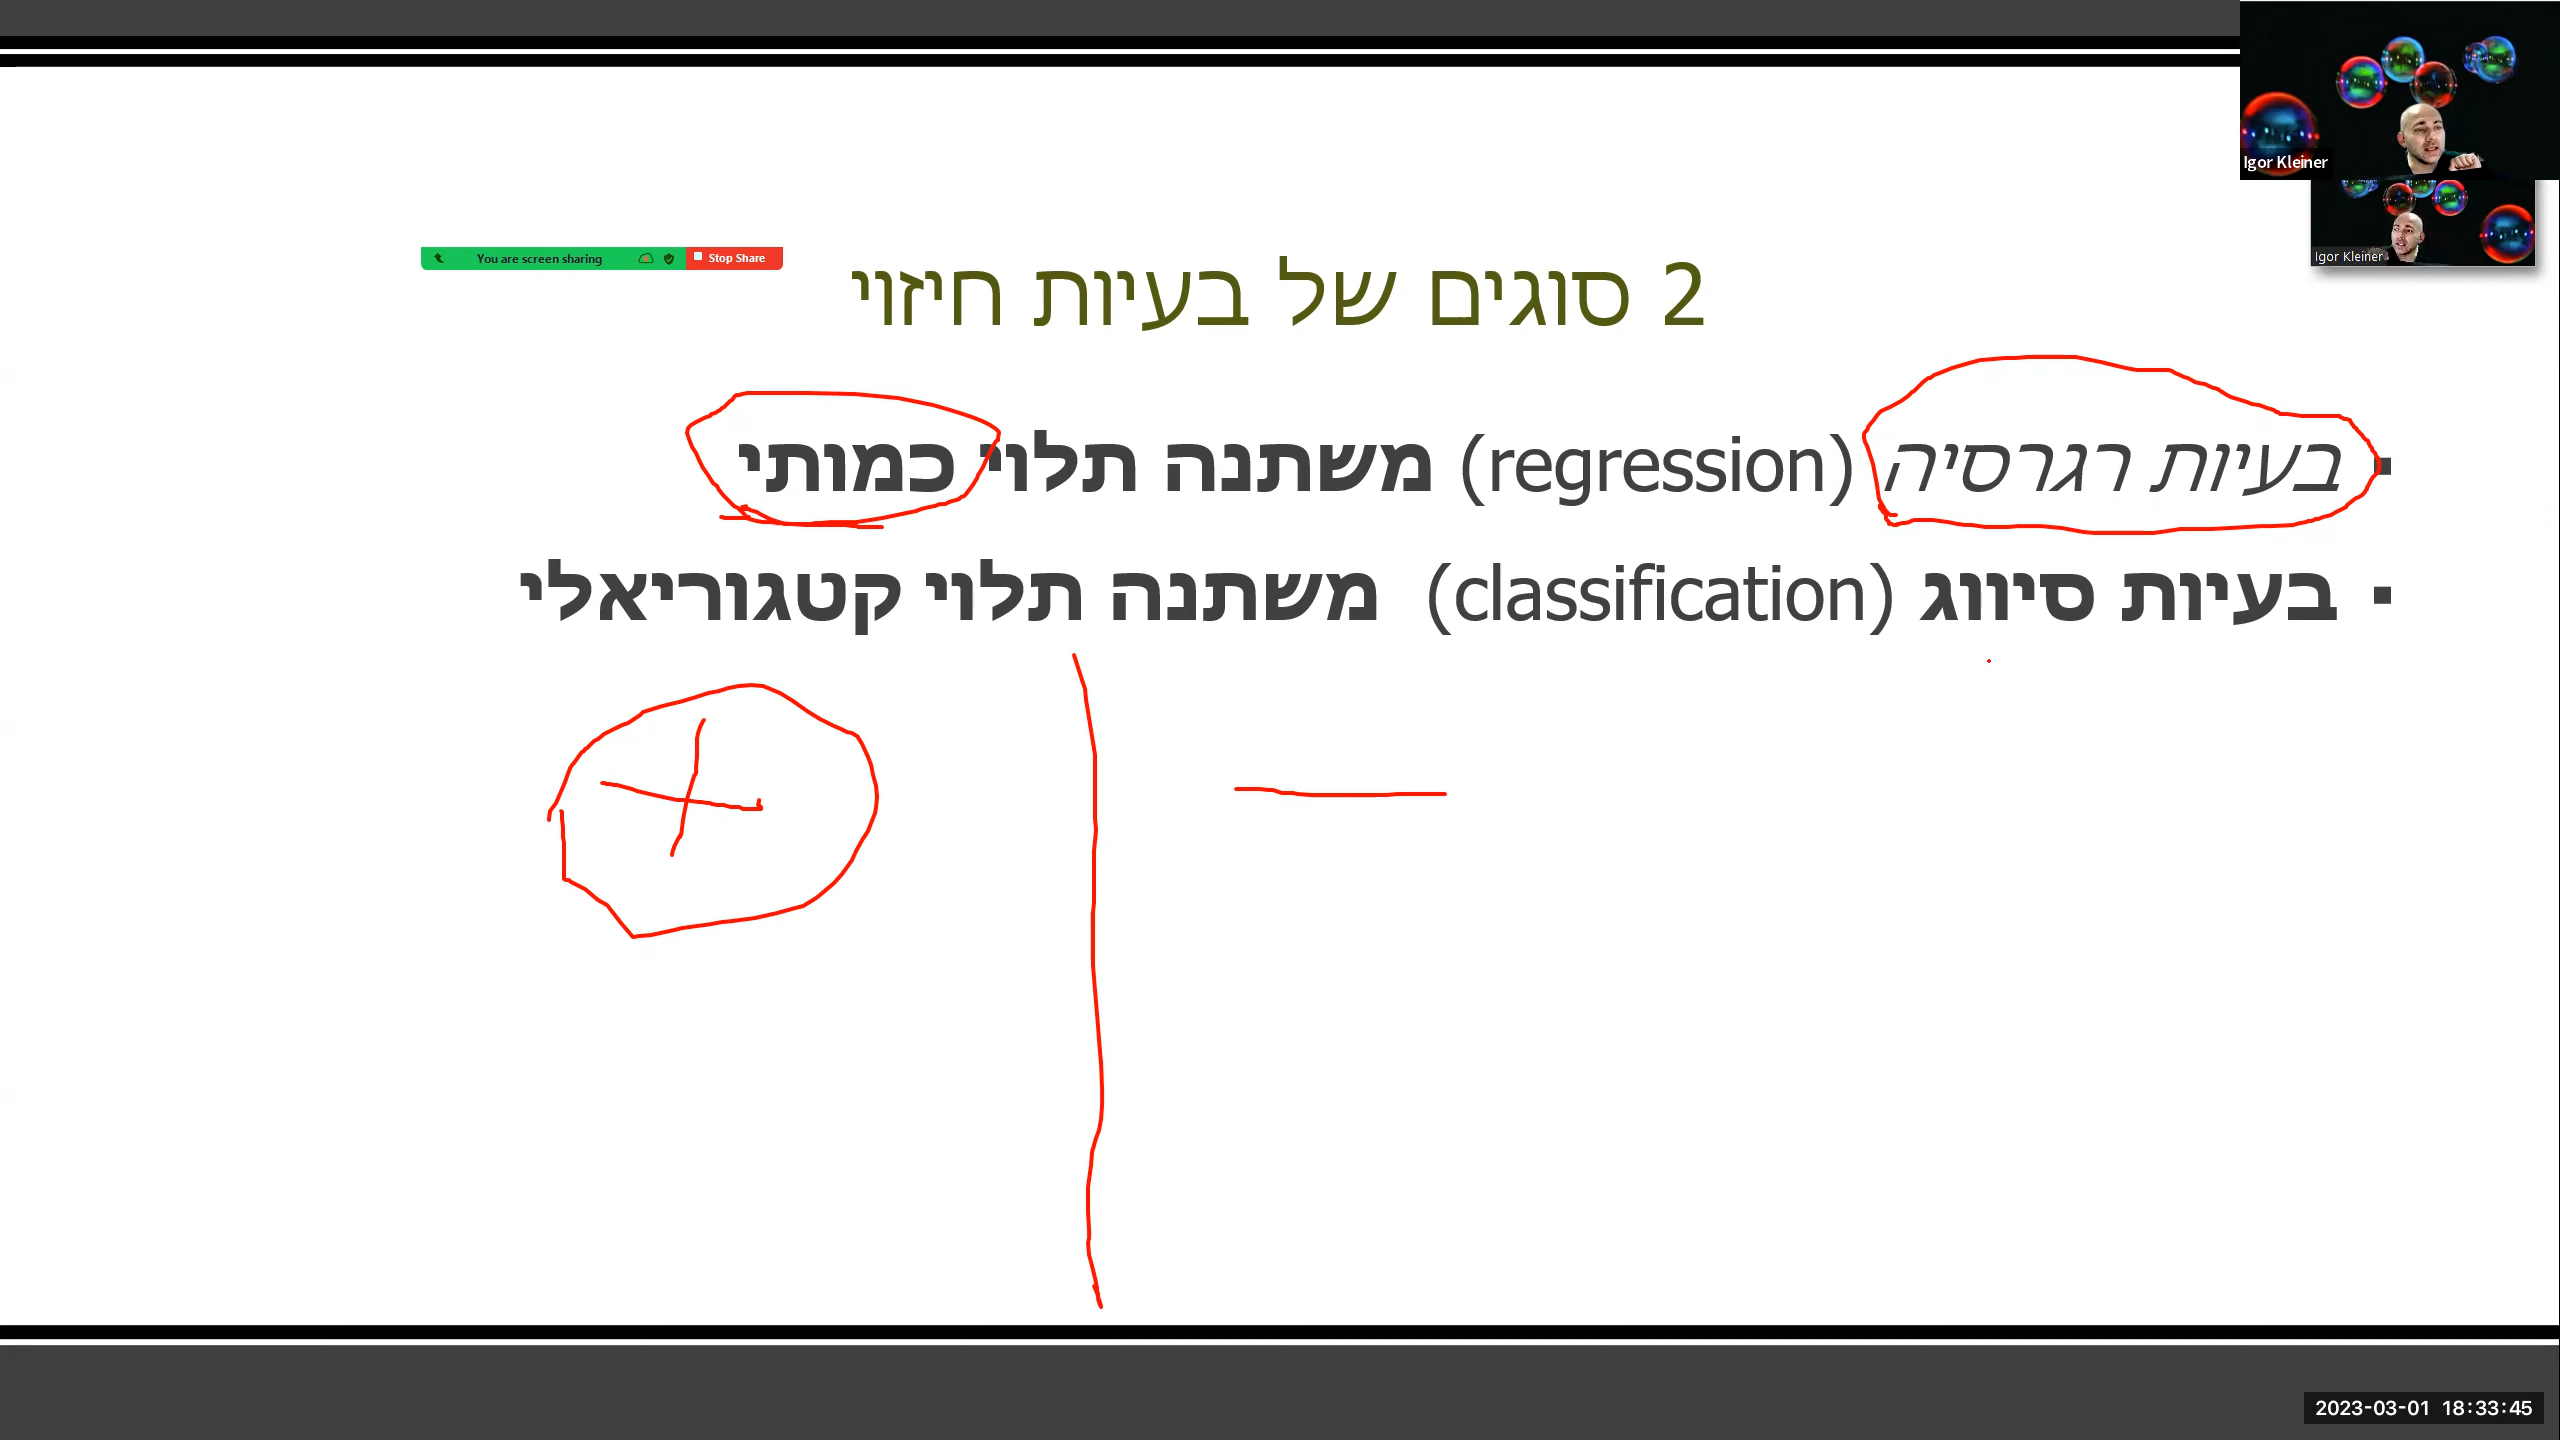 Igor Kleiner
Igor Kleiner
You are screen sharing
Stop Share
2 סוגים של בעיות חיזוי
▪ בעיות רגרסיה (regression) משתנה תלוי כמותי
▪ בעיות סיווג (classification) משתנה תלוי קטגוריאלי
2023-03-01 18:33:45